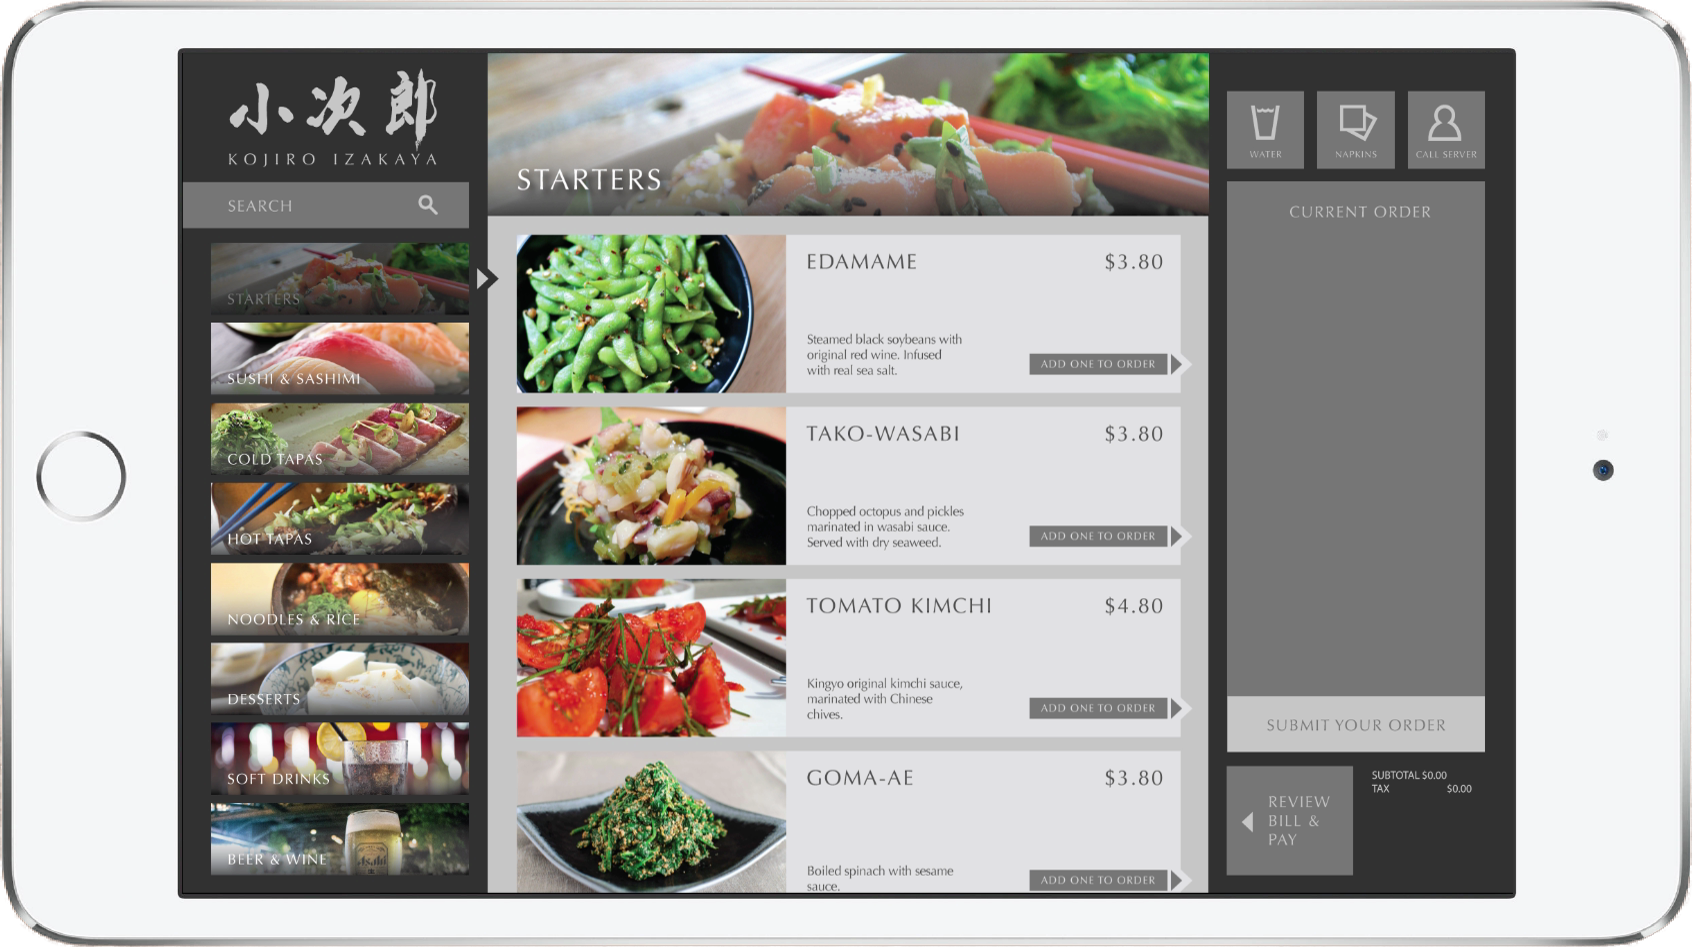 小次郎
KOJIRO IZAKAYA
SEARCH
STARTERS
SUSHI & SASHIMI
COLD TAPAS
HOT TAPAS
NOODLES & RICE
DESSERTS
SOFT DRINKS
BEER & WINE
Asahi
STARTERS
EDAMAME
$3.80
Steamed black soybeans with
original red wine. Infused
with real sea salt.
ADD ONE TO ORDER
TAKO-WASABI
$3.80
Chopped octopus and pickles
marinated in wasabi sauce.
Served with dry seaweed.
ADD ONE TO ORDER
TOMATO KIMCHI
$4.80
Kingyo original kimchi sauce,
marinated with Chinese
chives.
ADD ONE TO ORDER
GOMA-AE
$3.80
Boiled spinach with sesame
sauce.
ADD ONE TO ORDER
WATER
NAPKINS
CALL SERVER
CURRENT ORDER
SUBMIT YOUR ORDER
REVIEW
BILL &
PAY
SUBTOTAL $0.00
TAX $0.00